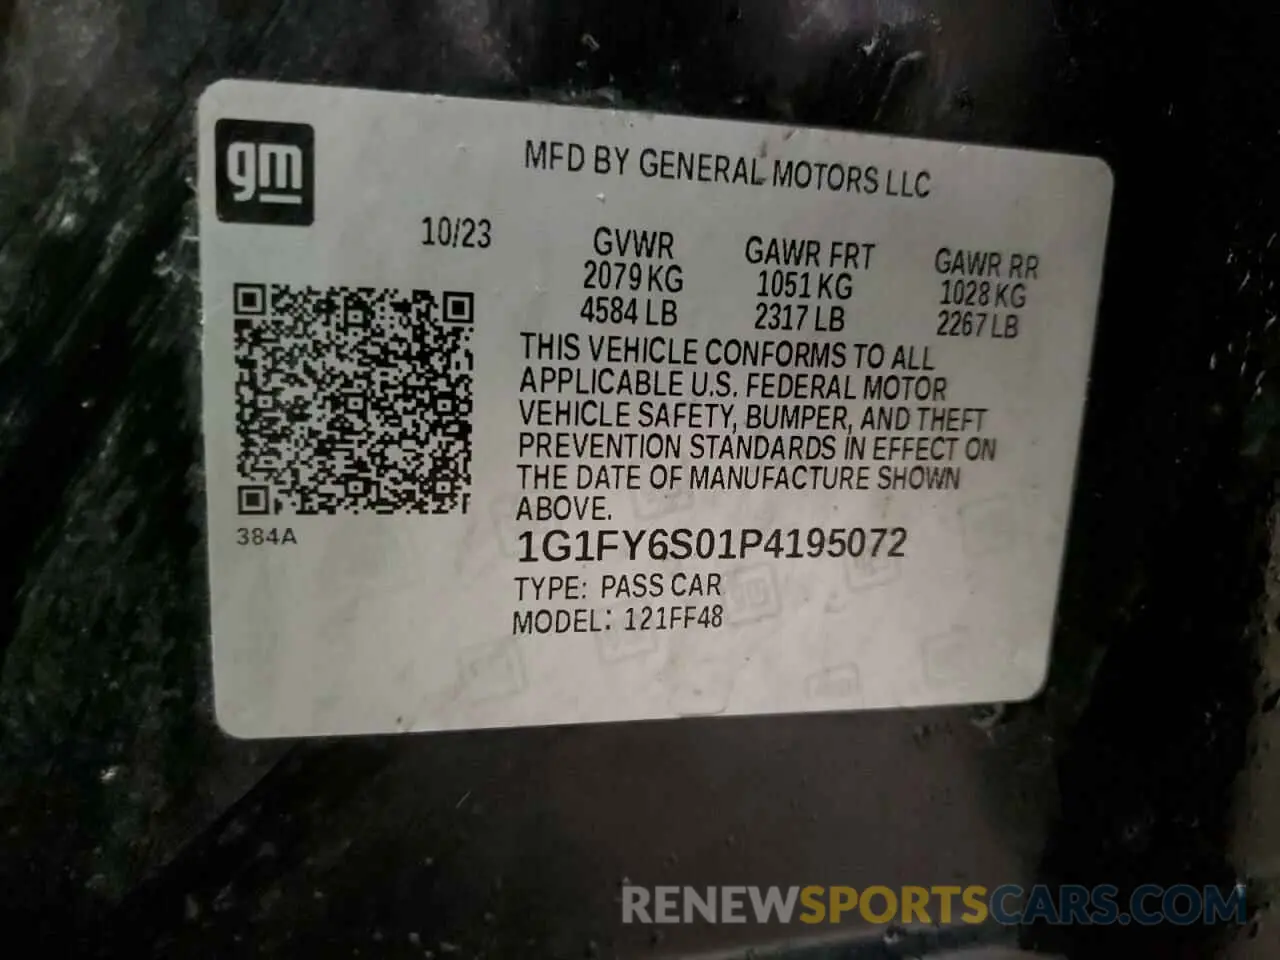 gm
MFD BY GENERAL MOTORS LLC
10/23
GVWR GAWR FRT GAWR RR
2079 KG 1051 KG 1028 KG
4584 LB 2317 LB 2267 LB
THIS VEHICLE CONFORMS TO ALL
APPLICABLE U.S. FEDERAL MOTOR
VEHICLE SAFETY, BUMPER, AND THEFT
PREVENTION STANDARDS IN EFFECT ON
THE DATE OF MANUFACTURE SHOWN
ABOVE.
384A
1G1FY6S01P4195072
TYPE: PASS CAR
MODEL: 121FF48
RENEWSPORTSCARS.COM